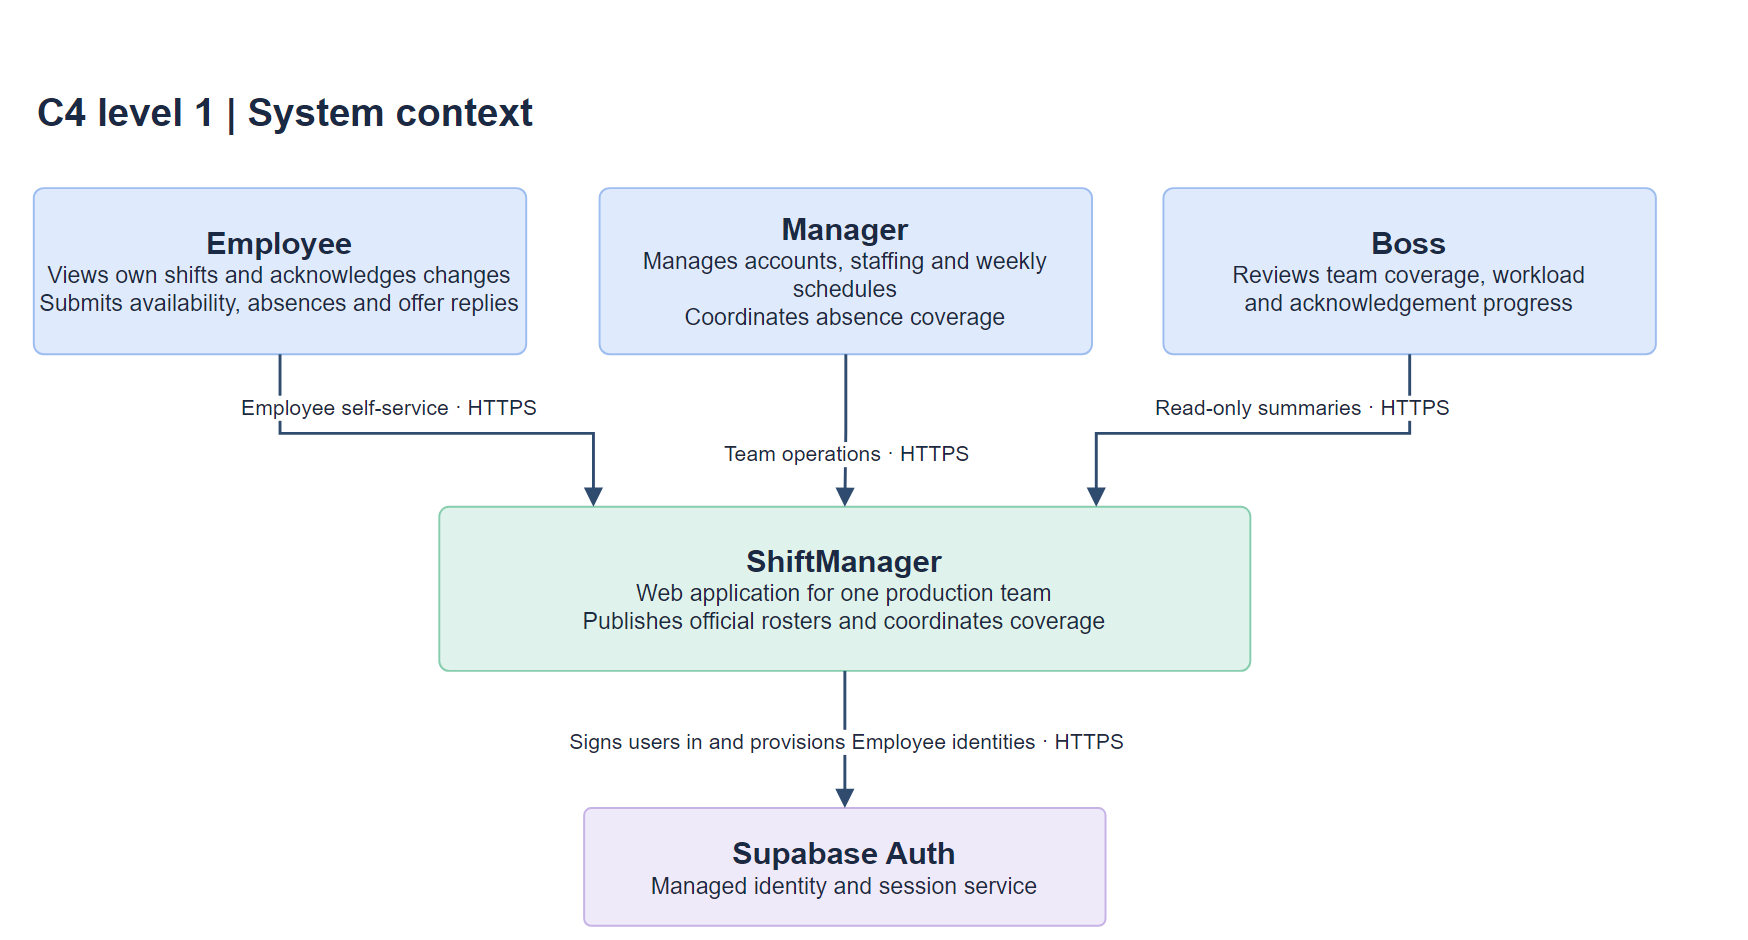 C4 level 1 | System context
Employee
Views own shifts and acknowledges changes
Submits availability, absences and offer replies
Manager
Manages accounts, staffing and weekly
schedules
Coordinates absence coverage
Boss
Reviews team coverage, workload
and acknowledgement progress
Employee self-service · HTTPS
Team operations · HTTPS
Read-only summaries · HTTPS
ShiftManager
Web application for one production team
Publishes official rosters and coordinates coverage
Signs users in and provisions Employee identities · HTTPS
Supabase Auth
Managed identity and session service